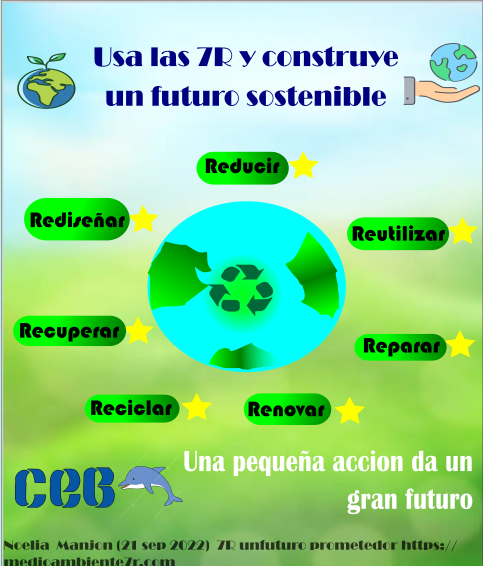 Usa las 7R y construye
un futuro sostenible
Reducir
Rediseñar
Reutilizar
Recuperar
Reparar
Reciclar
Renovar
Una pequeña accion da un
gran futuro
CEB
Noelia Manjon (21 sep 2022) 7R unfuturo prometedor https://
medioambiente7r.com